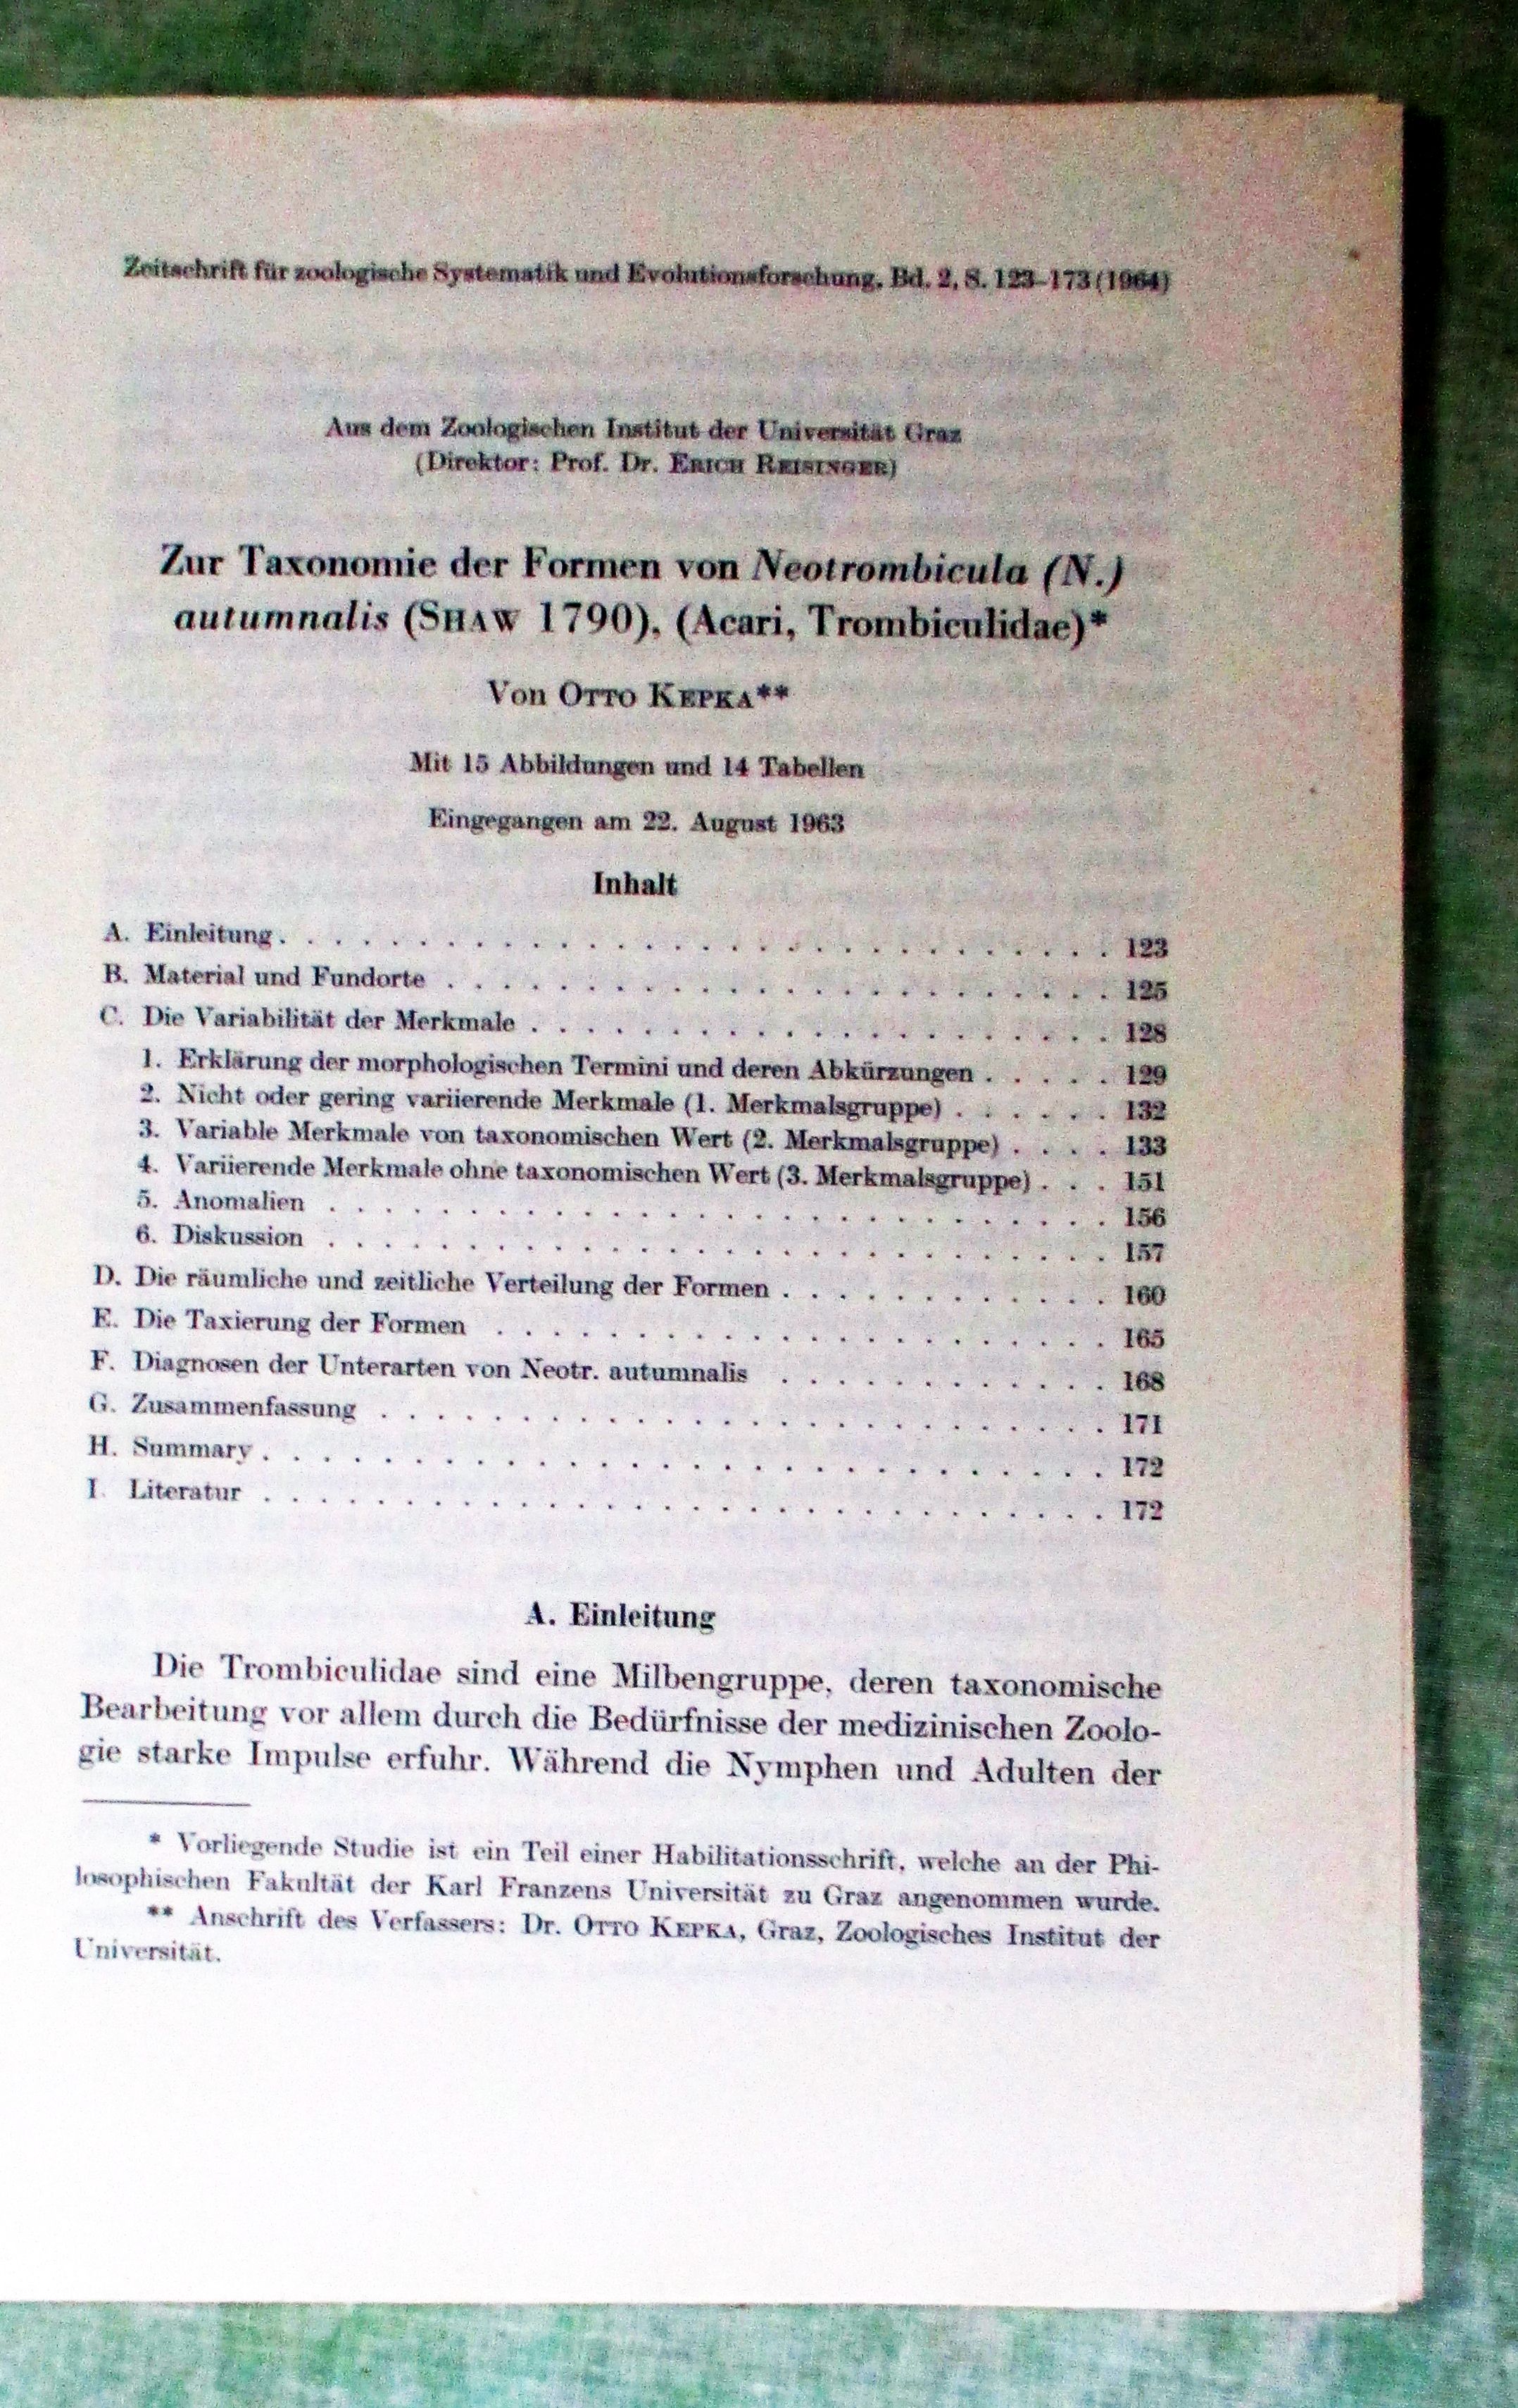 Zeitschrift für zoologische Systematik und Evolutionsforschung, Bd. 2, S. 123–173 (1964)
Aus dem Zoologischen Institut der Universität Graz
(Direktor: Prof. Dr. ERICH REISINGER)
Zur Taxonomie der Formen von Neotrombicula (N.)
autumnalis (SHAW 1790), (Acari, Trombiculidae)*
Von OTTO KEPKA**
Mit 15 Abbildungen und 14 Tabellen
Eingegangen am 22. August 1963
Inhalt
A. Einleitung . . . . . . . . . . . . . . . . . . . . . . . . . . . . . . 123
B. Material und Fundorte . . . . . . . . . . . . . . . . . . . . . . . . 125
C. Die Variabilität der Merkmale . . . . . . . . . . . . . . . . . . . . . 128
1. Erklärung der morphologischen Termini und deren Abkürzungen . . . . . 129
2. Nicht oder gering variierende Merkmale (1. Merkmalsgruppe) . . . . . . 132
3. Variable Merkmale von taxonomischen Wert (2. Merkmalsgruppe) . . . . 133
4. Variierende Merkmale ohne taxonomischen Wert (3. Merkmalsgruppe) . . . 151
5. Anomalien . . . . . . . . . . . . . . . . . . . . . . . . . . . . 156
6. Diskussion . . . . . . . . . . . . . . . . . . . . . . . . . . . . 157
D. Die räumliche und zeitliche Verteilung der Formen . . . . . . . . . . . . 160
E. Die Taxierung der Formen . . . . . . . . . . . . . . . . . . . . . . 165
F. Diagnosen der Unterarten von Neotr. autumnalis . . . . . . . . . . . . 168
G. Zusammenfassung . . . . . . . . . . . . . . . . . . . . . . . . . . 171
H. Summary . . . . . . . . . . . . . . . . . . . . . . . . . . . . . . 172
I. Literatur . . . . . . . . . . . . . . . . . . . . . . . . . . . . . . 172
A. Einleitung
Die Trombiculidae sind eine Milbengruppe, deren taxonomische
Bearbeitung vor allem durch die Bedürfnisse der medizinischen Zoolo-
gie starke Impulse erfuhr. Während die Nymphen und Adulten der
* Vorliegende Studie ist ein Teil einer Habilitationsschrift, welche an der Phi-
losophischen Fakultät der Karl Franzens Universität zu Graz angenommen wurde.
** Anschrift des Verfassers: Dr. OTTO KEPKA, Graz, Zoologisches Institut der
Universität.